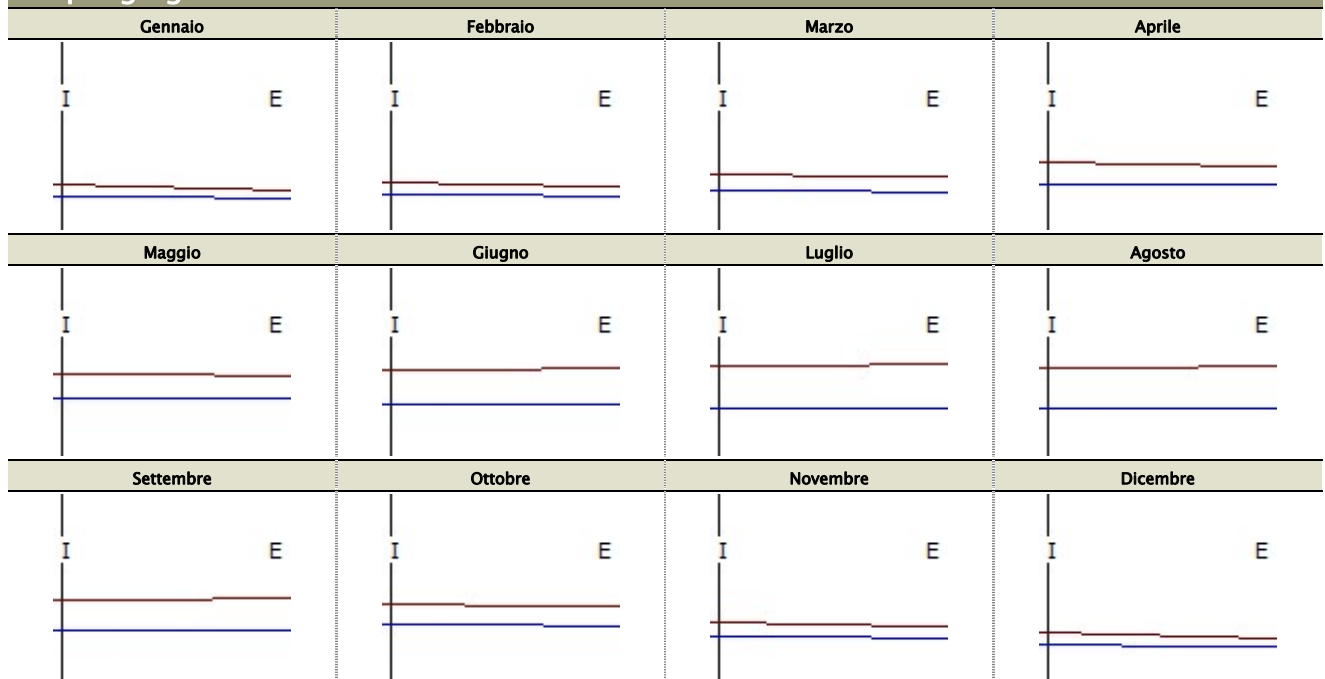 Gennaio Febbraio Marzo Aprile
I E I E I E I E
Maggio Giugno Luglio Agosto
I E I E I E I E
Settembre Ottobre Novembre Dicembre
I E I E I E I E